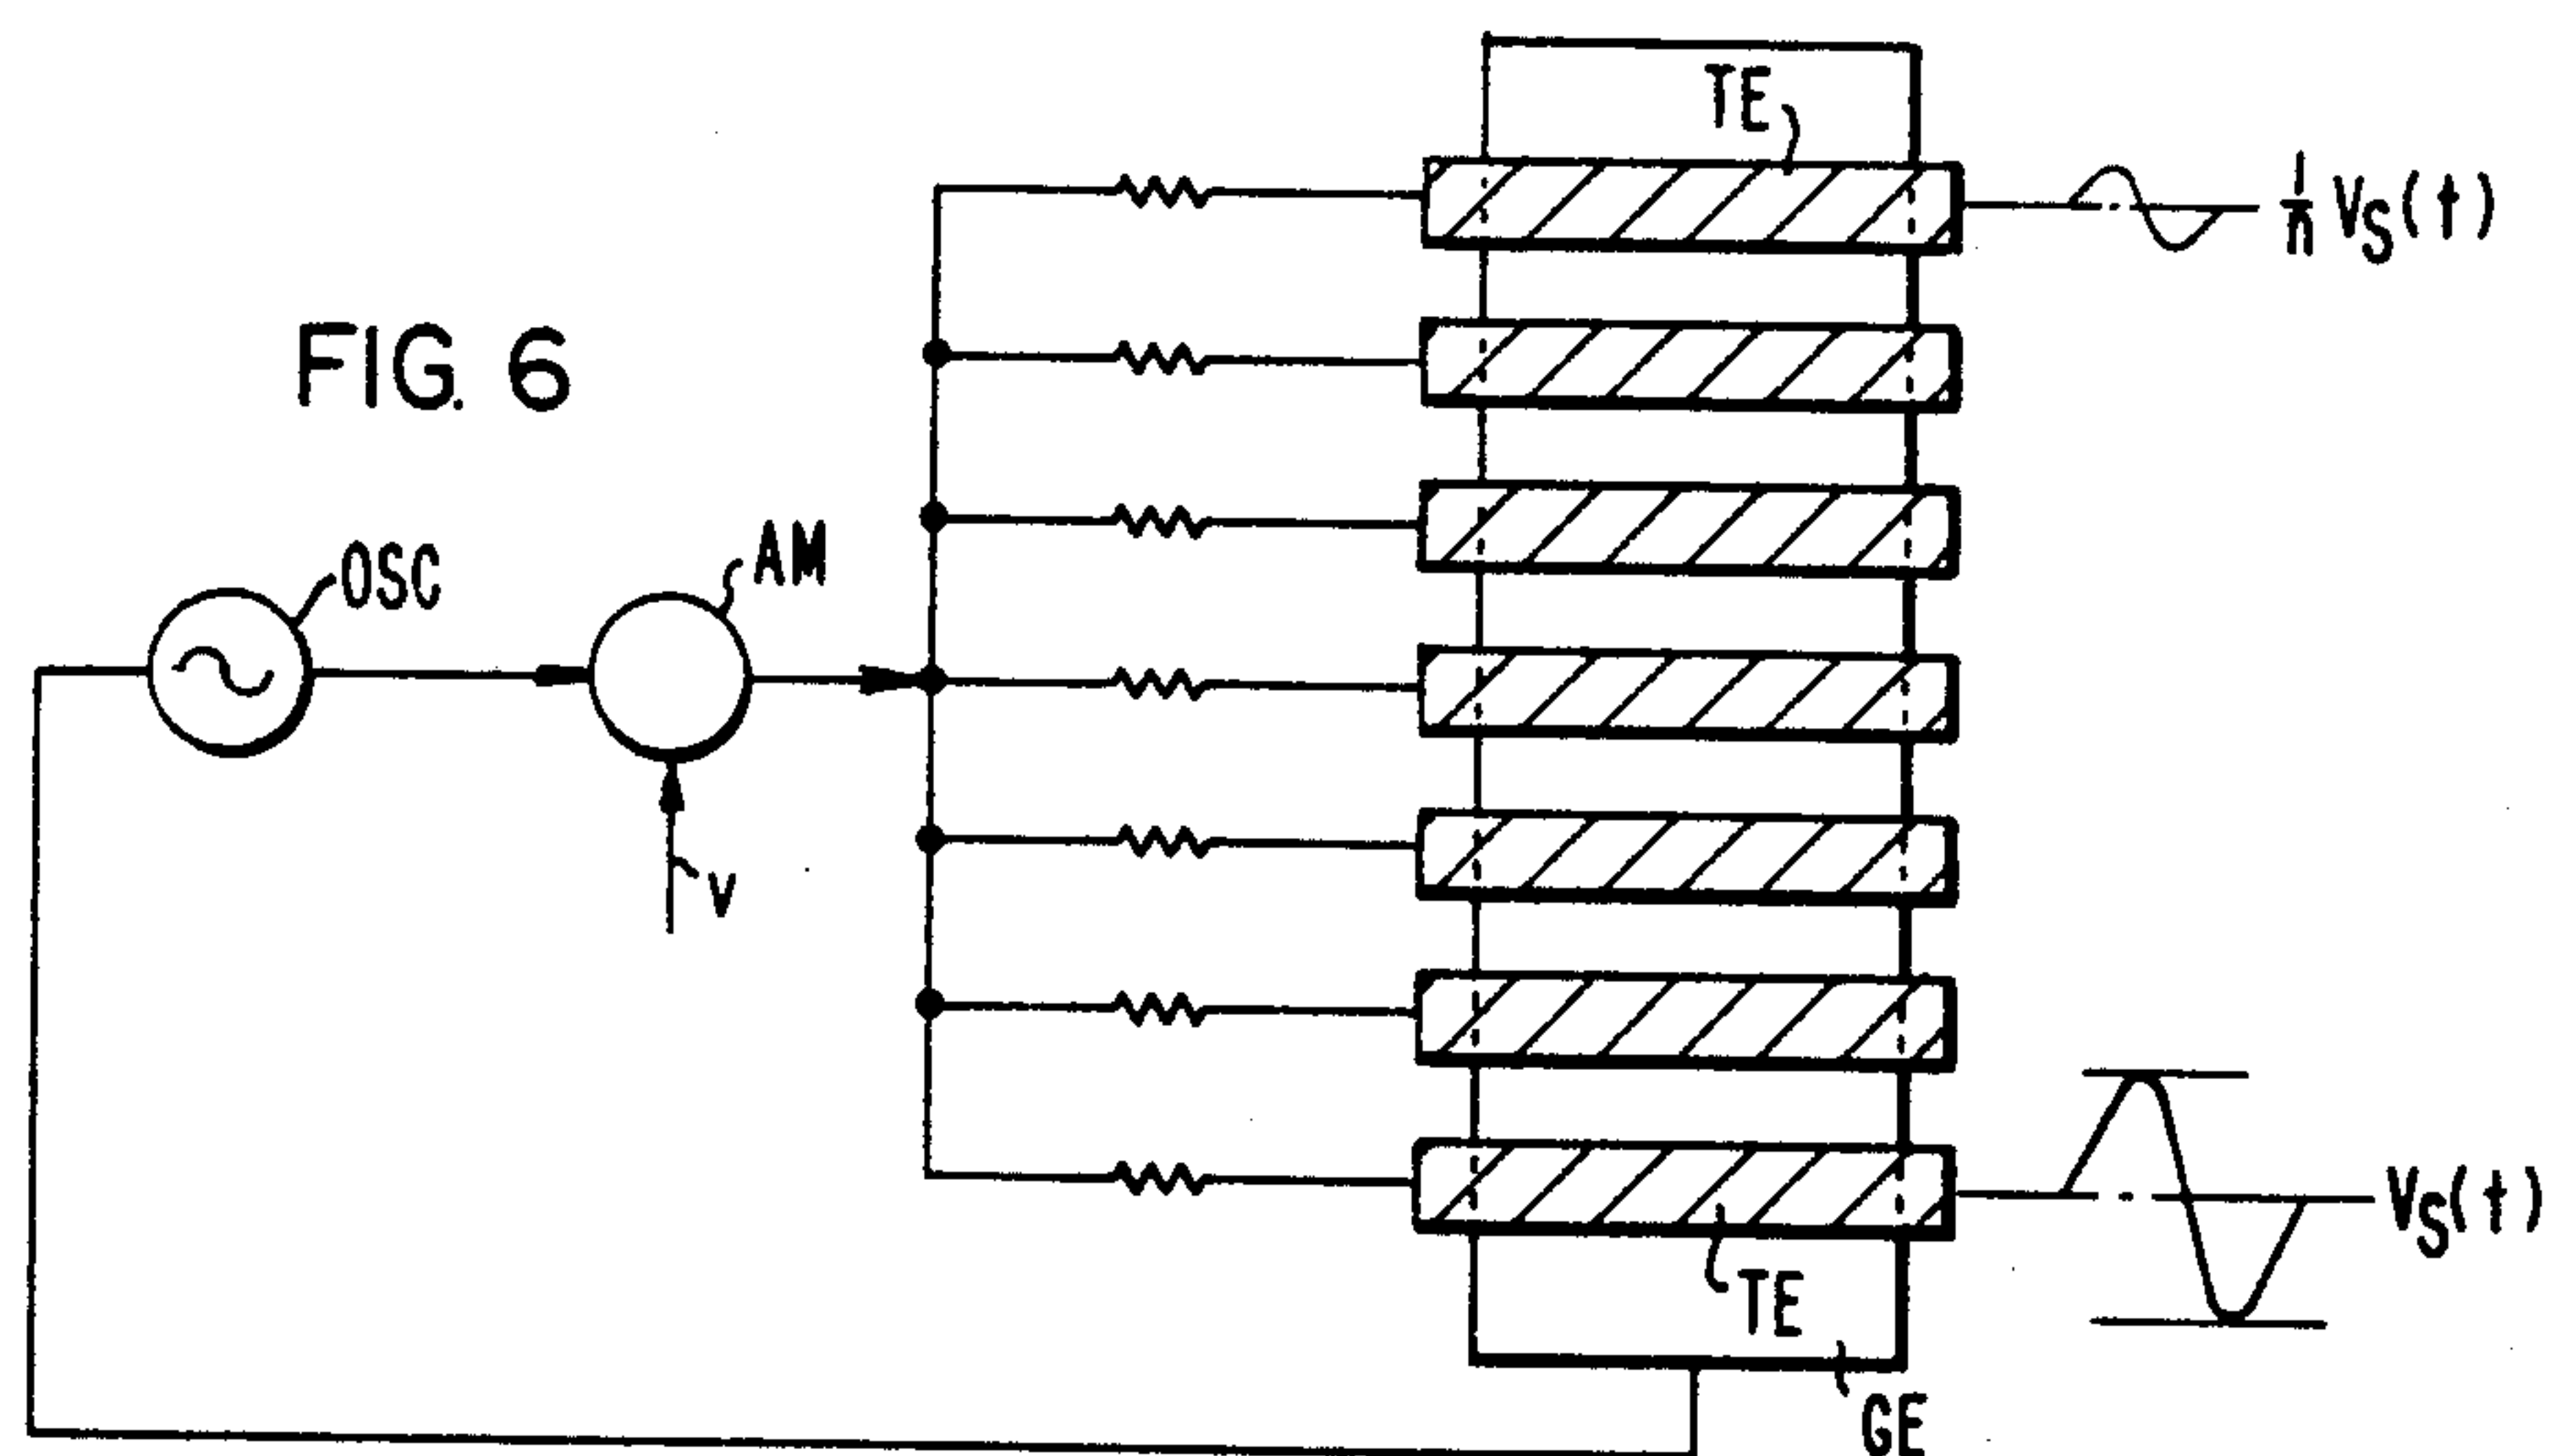 TE
1/n VS(t)
FIG. 6
OSC
AM
V
VS(t)
TE
GE